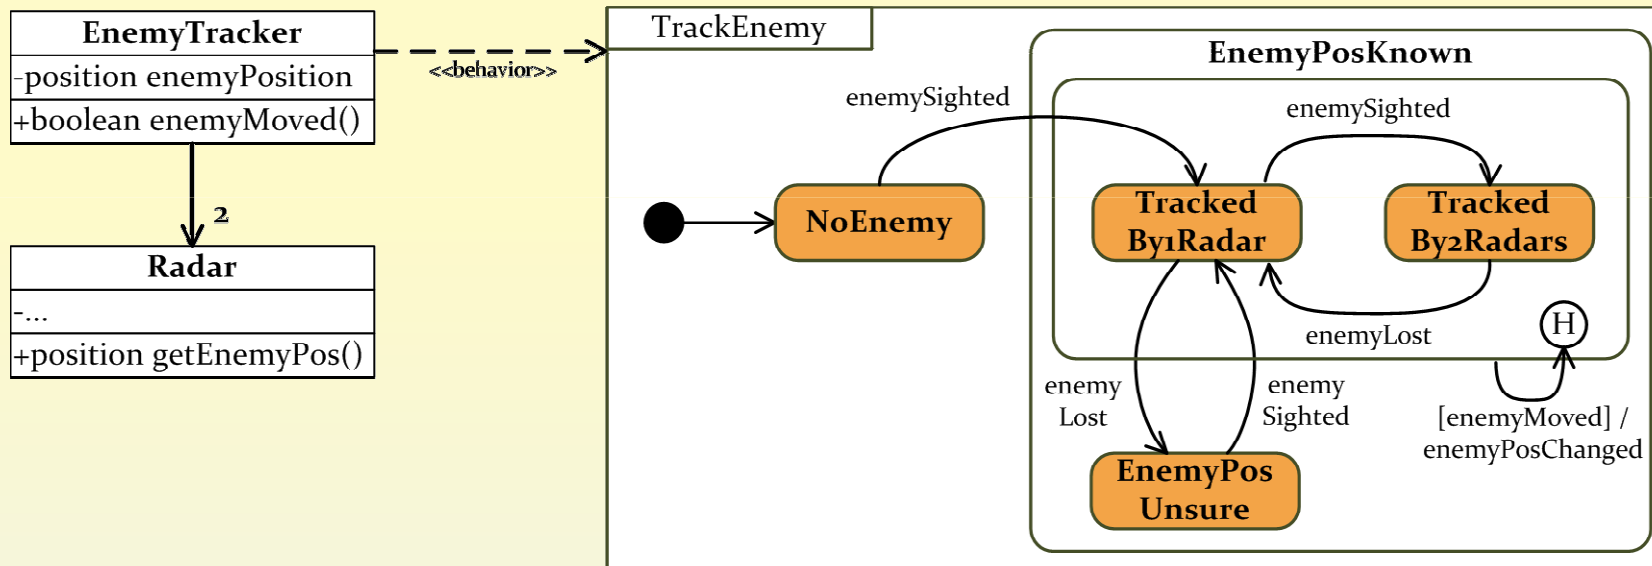 EnemyTracker
-position enemyPosition
+boolean enemyMoved()
<<behavior>>
2
Radar
-...
+position getEnemyPos()
TrackEnemy
EnemyPosKnown
enemySighted
enemySighted
NoEnemy
Tracked
By1Radar
Tracked
By2Radars
enemyLost
H
enemy
Lost
enemy
Sighted
[enemyMoved] /
enemyPosChanged
EnemyPos
Unsure